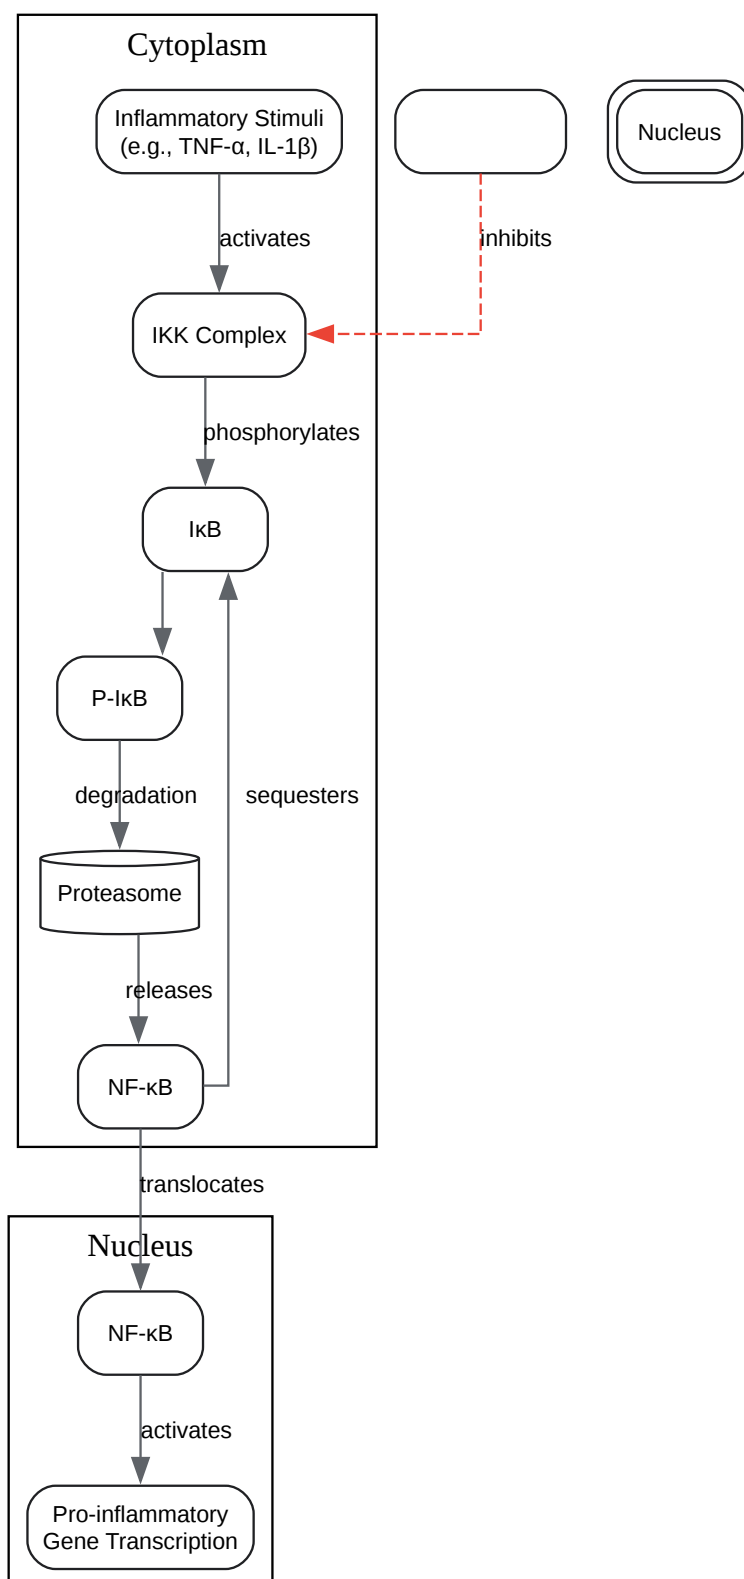 Cytoplasm
Inflammatory Stimuli
(e.g., TNF-α, IL-1β)
Nucleus
activates
inhibits
IKK Complex
phosphorylates
IκB
P-IκB
degradation
sequesters
Proteasome
releases
NF-κB
translocates
Nucleus
NF-κB
activates
Pro-inflammatory
Gene Transcription